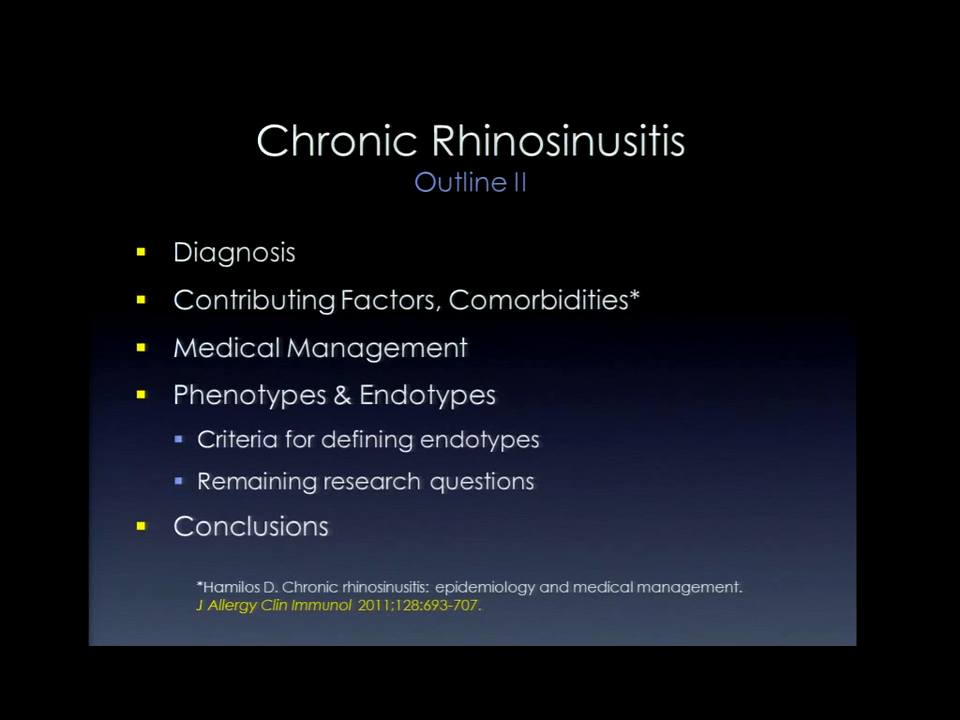 Chronic Rhinosinusitis
Outline II
▪ Diagnosis
▪ Contributing Factors, Comorbidities*
▪ Medical Management
▪ Phenotypes & Endotypes
▪ Criteria for defining endotypes
▪ Remaining research questions
▪ Conclusions
*Hamilos D. Chronic rhinosinusitis: epidemiology and medical management.
J Allergy Clin Immunol 2011;128:693-707.